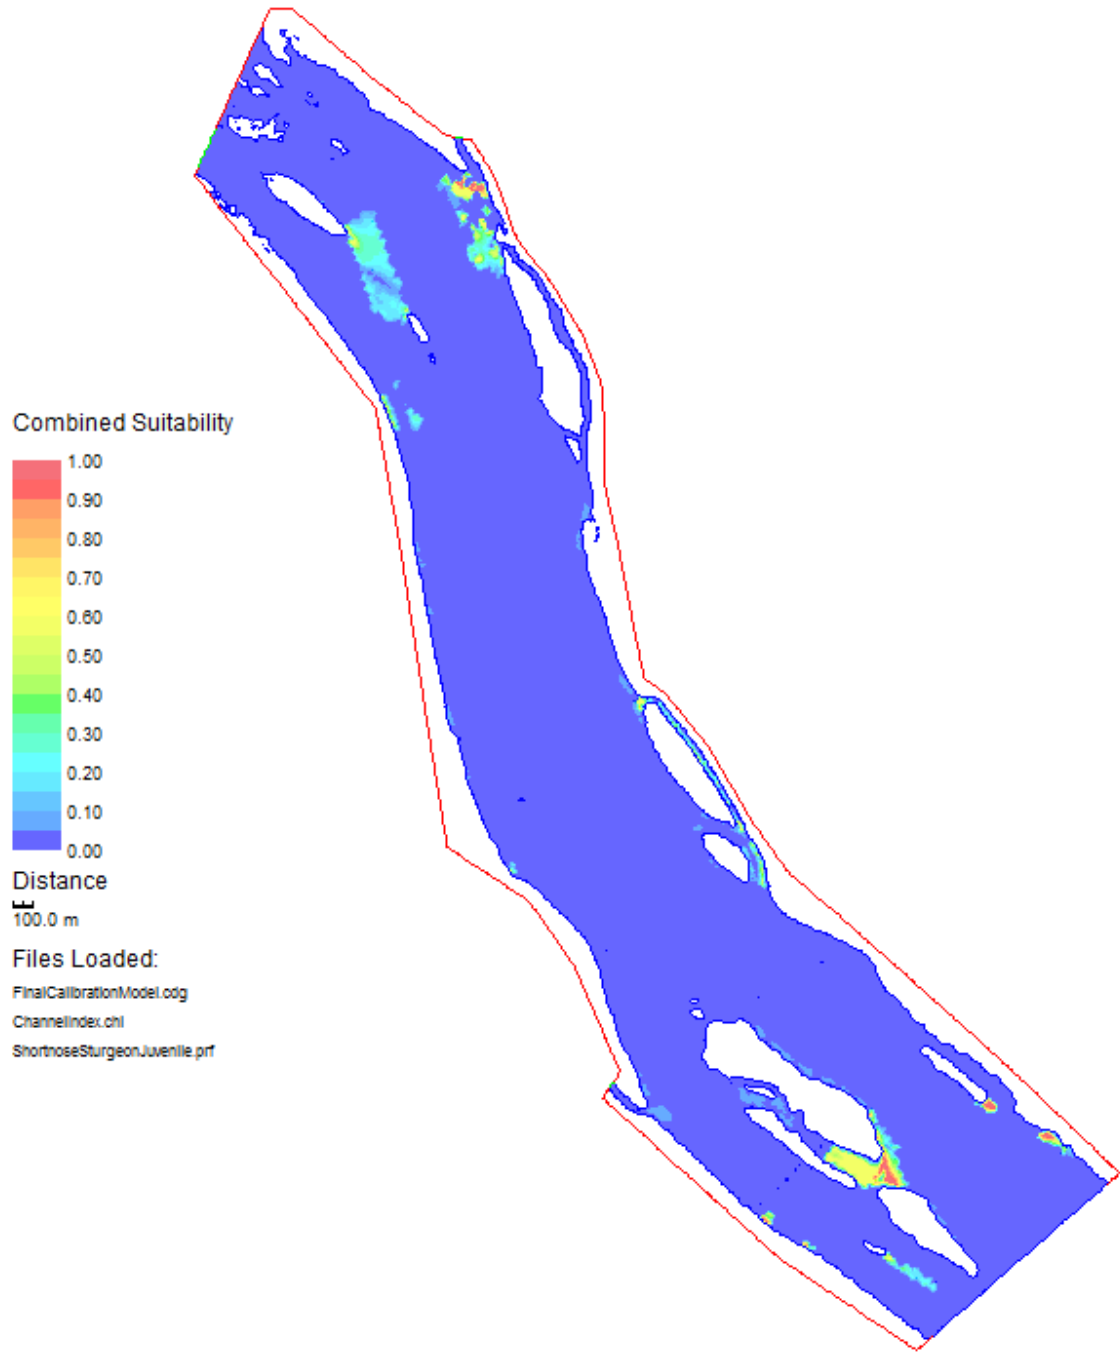 Combined Suitability
1.00
0.90
0.80
0.70
0.60
0.50
0.40
0.30
0.20
0.10
0.00
Distance
100.0 m
Files Loaded:
FinalCalibrationModel.cdg
ChannelIndex.chi
ShortnoseSturgeonJuvenile.prf